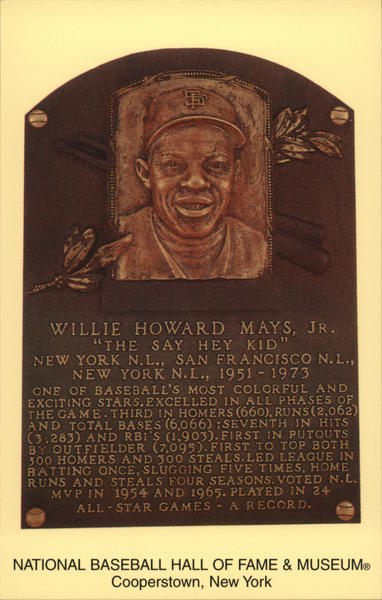 SF
WILLIE HOWARD MAYS, JR.
"THE SAY HEY KID"
NEW YORK N.L., SAN FRANCISCO N.L.,
NEW YORK N.L., 1951 - 1973
ONE OF BASEBALL'S MOST COLORFUL AND
EXCITING STARS. EXCELLED IN ALL PHASES OF
THE GAME. THIRD IN HOMERS (660), RUNS (2,062)
AND TOTAL BASES (6,066); SEVENTH IN HITS
(3,283) AND RBI'S (1,903). FIRST IN PUTOUTS
BY OUTFIELDER (7,095). FIRST TO TOP BOTH
300 HOMERS AND 300 STEALS. LED LEAGUE IN
BATTING ONCE, SLUGGING FIVE TIMES, HOME
RUNS AND STEALS FOUR SEASONS. VOTED N.L.
MVP IN 1954 AND 1965. PLAYED IN 24
ALL-STAR GAMES - A RECORD.
NATIONAL BASEBALL HALL OF FAME & MUSEUM®
Cooperstown, New York